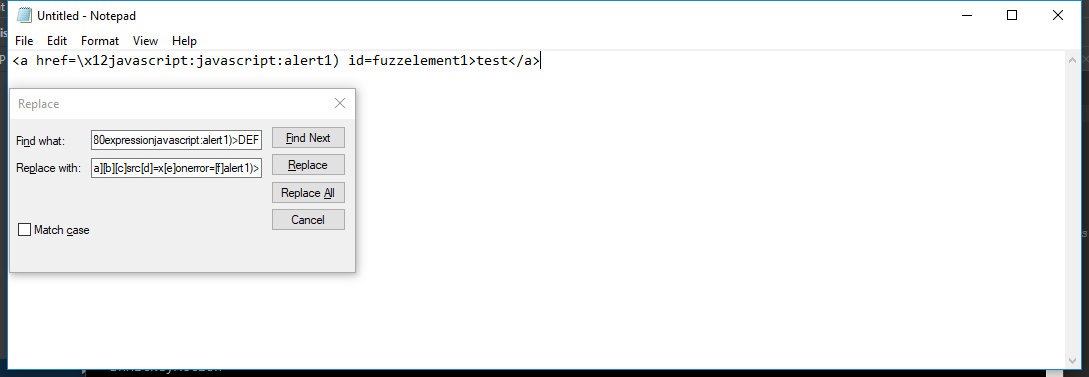 Untitled - Notepad
File Edit Format View Help
<a href=\x12javascript:javascript:alert1) id=fuzzelement1>test</a>
Replace
Find what: 80expressionjavascript:alert1)>DEF Find Next
Replace with: a][b][c]src[d]=x[e]onerror=[f]alert1)> Replace
Replace All
Cancel
Match case